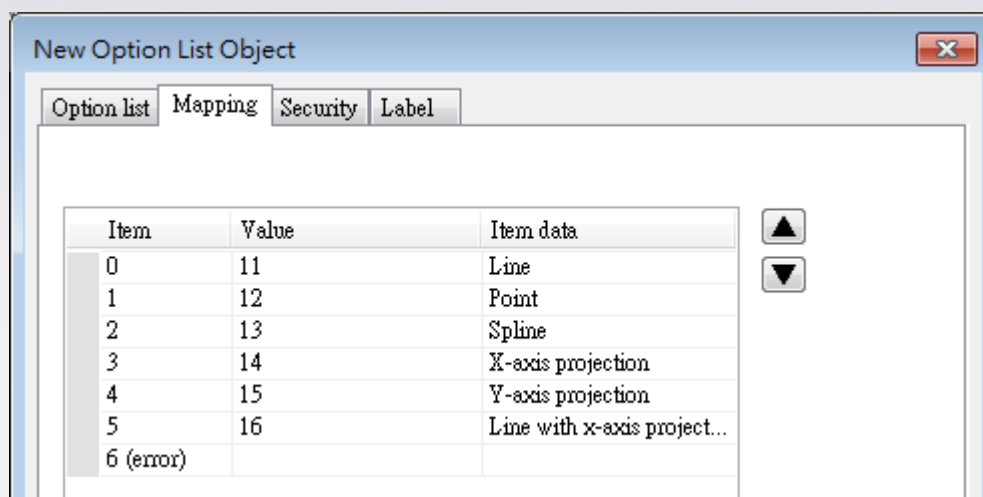 New Option List Object
Option list Mapping Security Label
Item Value Item data
0 11 Line
1 12 Point
2 13 Spline
3 14 X-axis projection
4 15 Y-axis projection
5 16 Line with x-axis project...
6 (error)